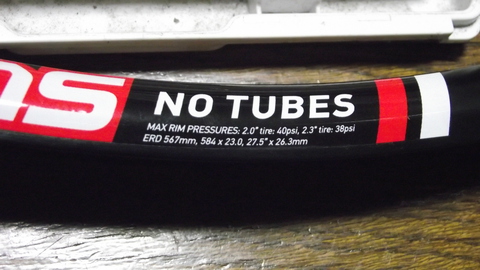 ns
NO TUBES
MAX RIM PRESSURES: 2.0" tire: 40psi, 2.3" tire: 38psi
ERD 567mm, 584 x 23.0, 27.5" x 26.3mm